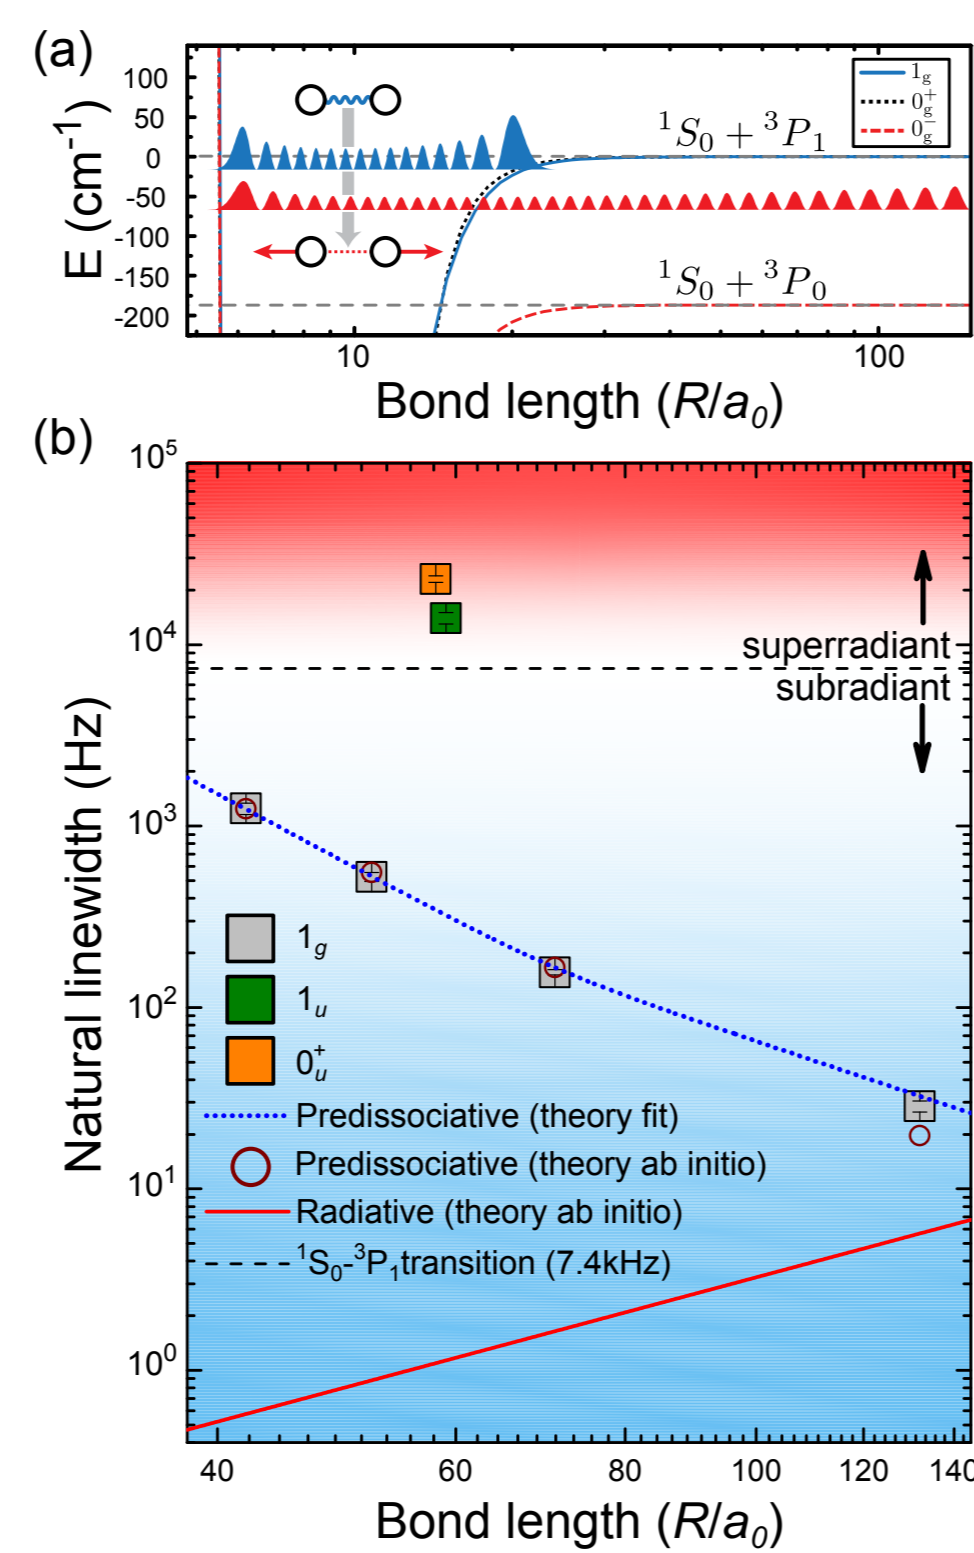 (a)
E (cm⁻¹)
100
50
0
-50
-100
-150
-200
1g
0g⁺
0g⁻
¹S₀ + ³P₁
¹S₀ + ³P₀
10
100
Bond length (R/a₀)
(b)
Natural linewidth (Hz)
10⁵
10⁴
10³
10²
10¹
10⁰
superradiant
subradiant
1g
1u
0u⁺
Predissociative (theory fit)
Predissociative (theory ab initio)
Radiative (theory ab initio)
¹S₀-³P₁transition (7.4kHz)
40
60
80
100
120
140
Bond length (R/a₀)